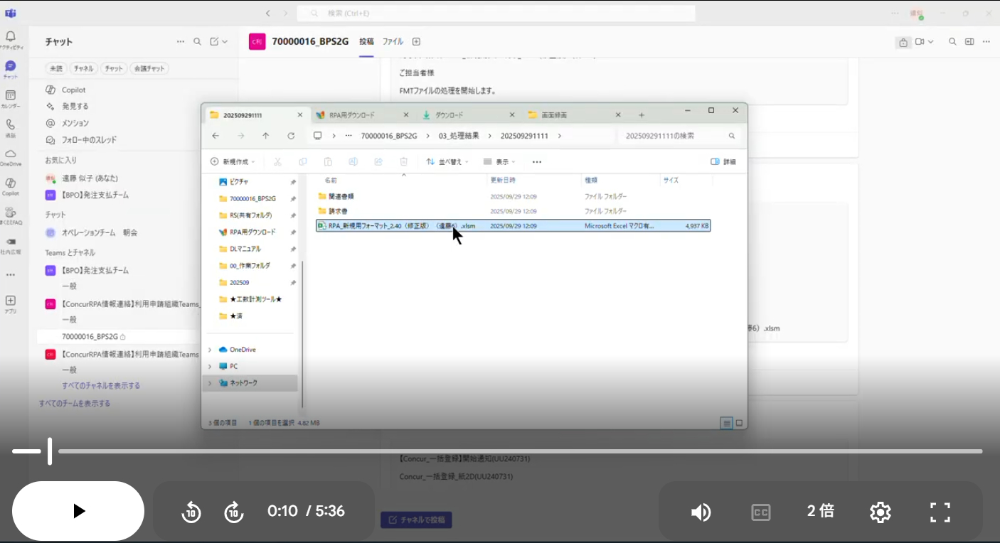 検索 (Ctrl+E)
アクティビティ
チャット
カレンダー
通話
OneDrive
Copilot
社内広報
アプリ
チャット
未読 チャネル チャット 会議チャット
Copilot
発見する
メンション
フォロー中のスレッド
お気に入り
遠藤 似子 (あなた)
【BPO】発注支払チーム
チャット
オペレーションチーム 朝会
Teams とチャネル
【BPO】発注支払チーム
一般
【ConcurRPA情報連絡】利用申請組織Teams_
一般
70000016_BPS2G
【ConcurRPA情報連絡】利用申請組織Teams
一般
すべてのチャネルを表示する
すべてのチームを表示する
70000016_BPS2G 投稿 ファイル
ご担当者様
FMTファイルの処理を開始します。
202509291111 RPA用ダウンロード ダウンロード 画面録画
70000016_BPS2G 03_処理結果 202509291111 202509291111の検索
新規作成 並べ替え 表示 詳細
ピクチャ
70000016_BPS2G
RS(共有フォルダ)
RPA用ダウンロード
DLマニュアル
00_作業フォルダ
202509
★工数計測ツール★
★済
OneDrive
PC
ネットワーク
名前 更新日時 種類 サイズ
関連書類 2025/09/29 12:09 ファイル フォルダー
請求書 2025/09/29 12:09 ファイル フォルダー
RPA_新規用フォーマット_2.40（修正版）（遠藤6）.xlsm 2025/09/29 12:09 Microsoft Excel マクロ有... 4,937 KB
3 個の項目 1 個の項目を選択 4.82 MB
6）.xlsm
【Concur_一括登録】開始通知(UU240731)
Concur_一括登録_紙2D(UU240731)
チャネルで投稿
10 10 0:10 / 5:36 CC 2 倍